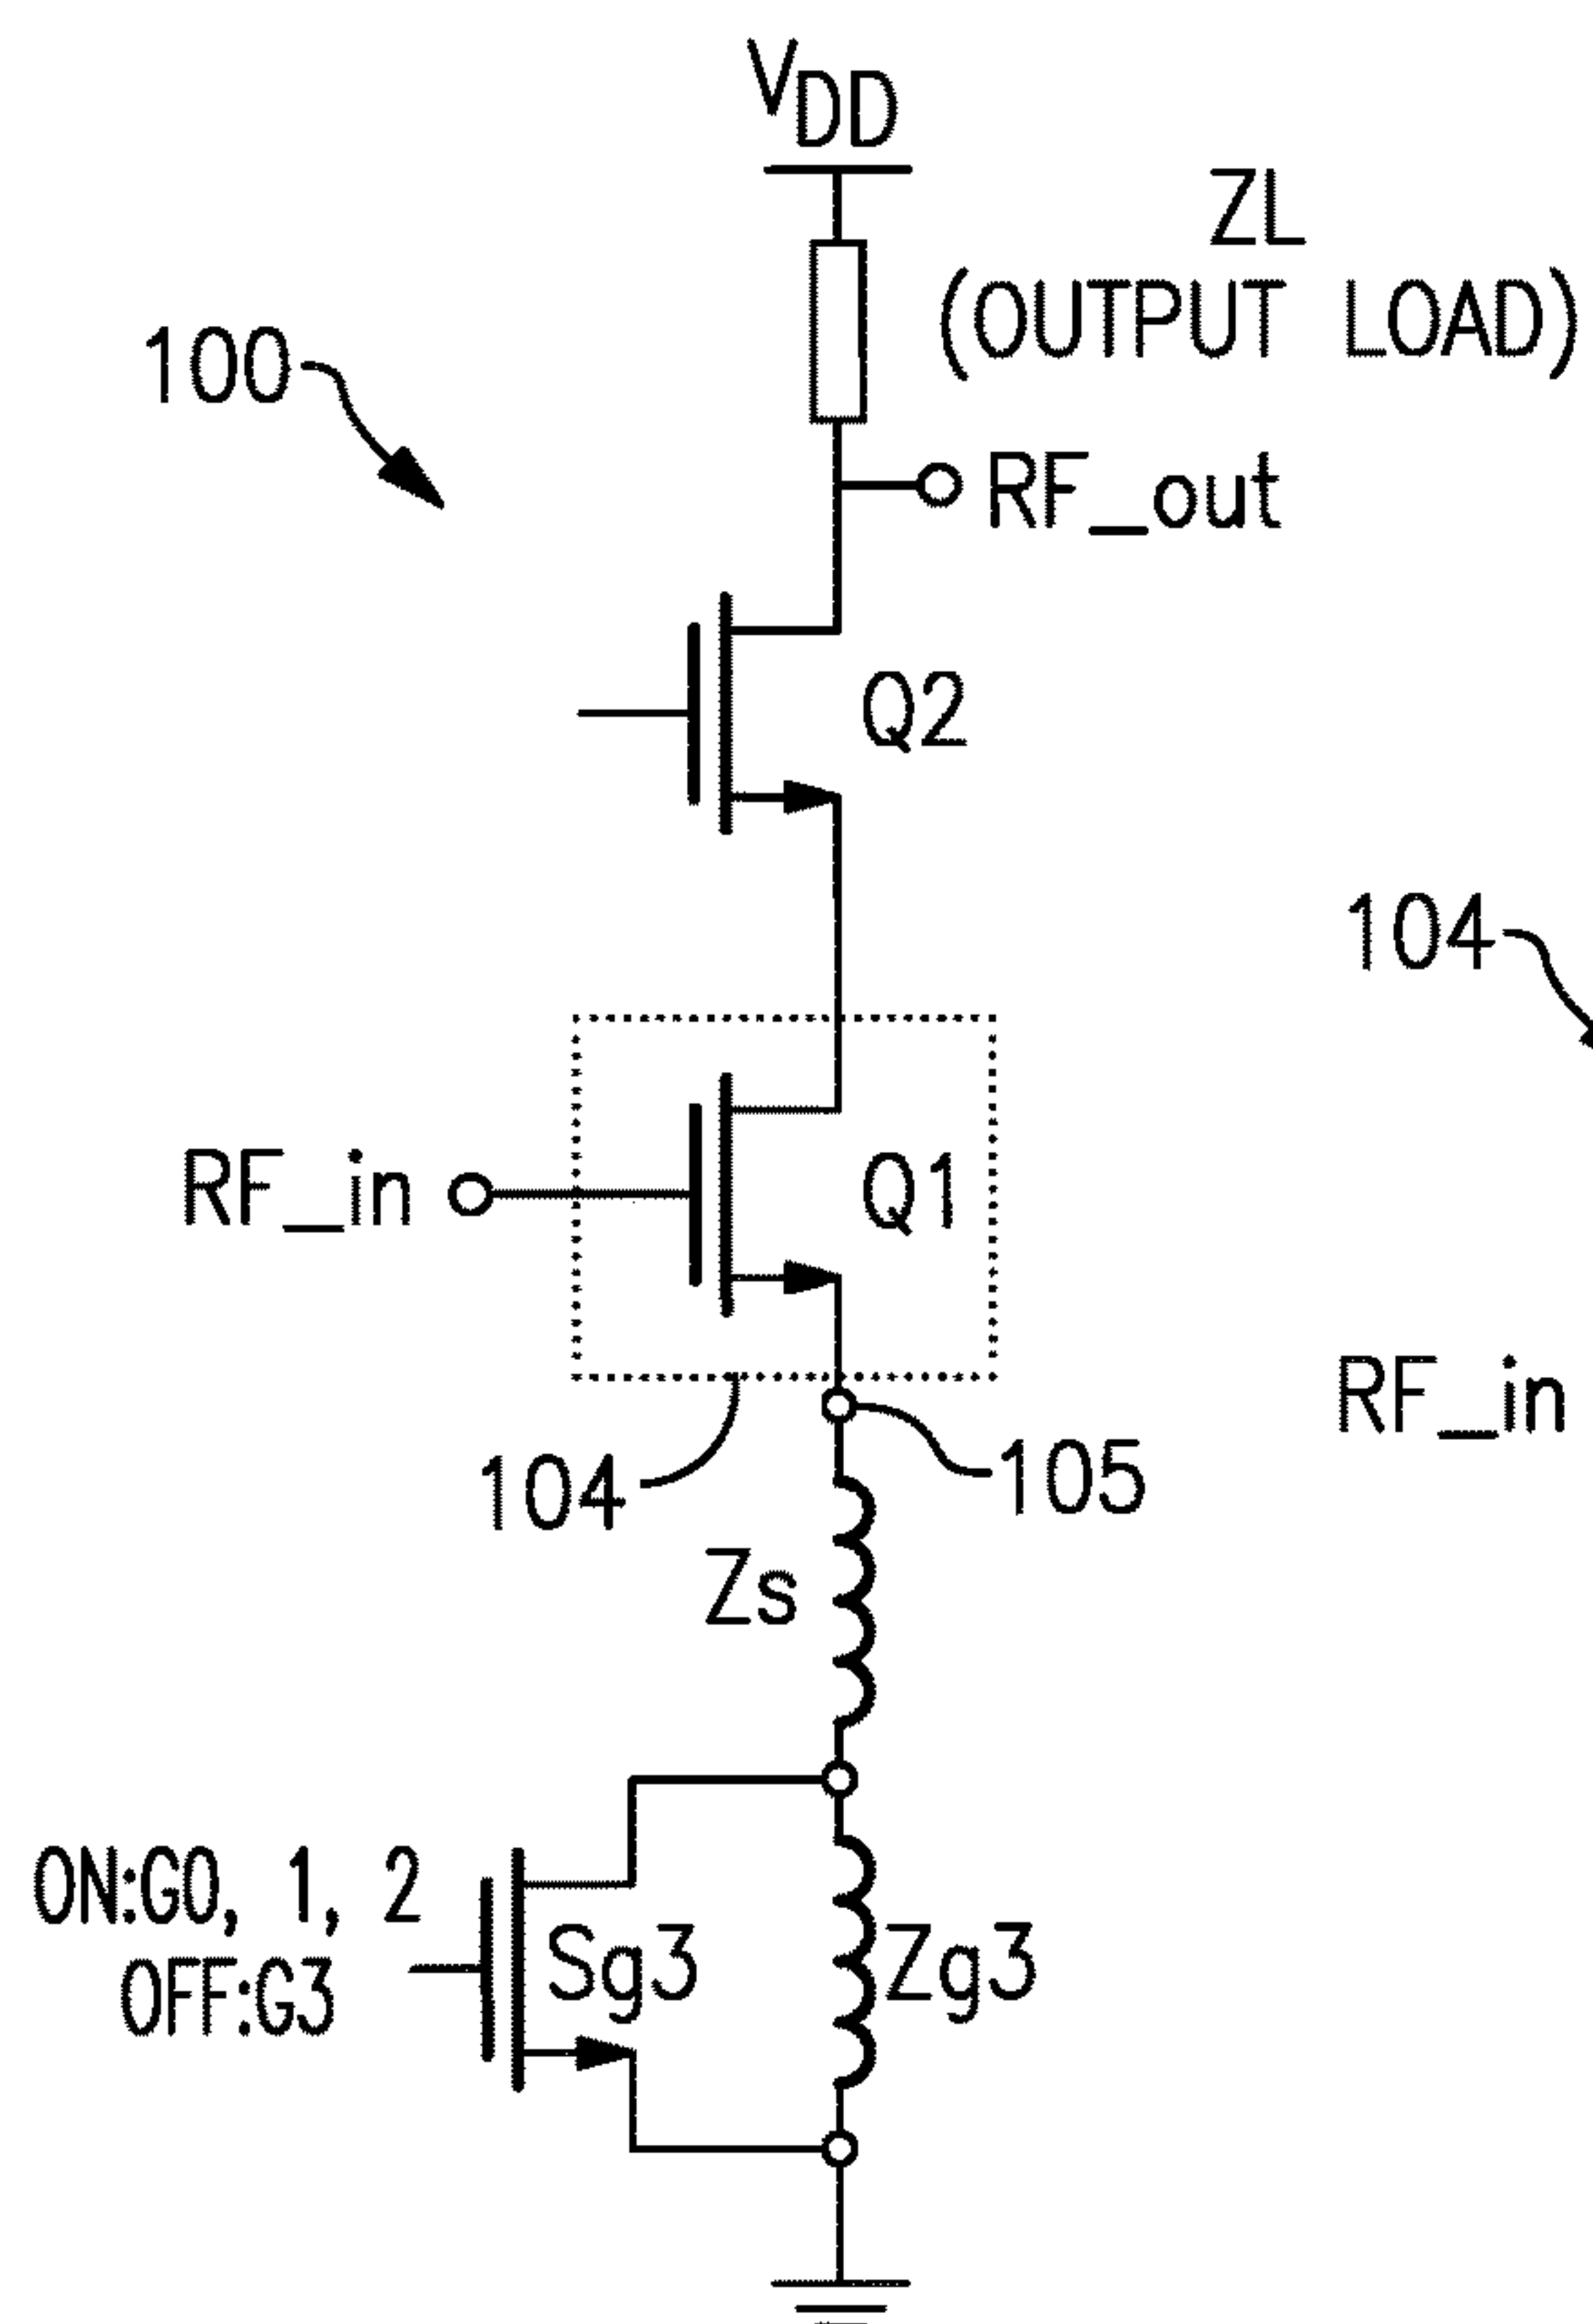 VDD
ZL
(OUTPUT LOAD)
100
RF_out
Q2
104
RF_in
Q1
RF_in
104
105
Zs
ON:G0, 1, 2
OFF:G3
Sg3
Zg3